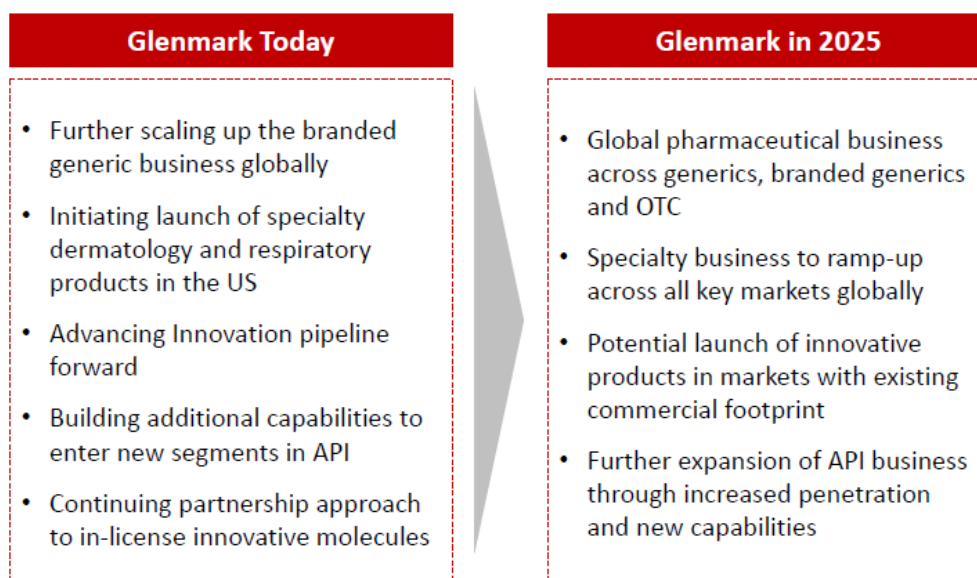 Glenmark Today
• Further scaling up the branded
generic business globally
• Initiating launch of specialty
dermatology and respiratory
products in the US
• Advancing Innovation pipeline
forward
• Building additional capabilities to
enter new segments in API
• Continuing partnership approach
to in-license innovative molecules
Glenmark in 2025
• Global pharmaceutical business
across generics, branded generics
and OTC
• Specialty business to ramp-up
across all key markets globally
• Potential launch of innovative
products in markets with existing
commercial footprint
• Further expansion of API business
through increased penetration
and new capabilities